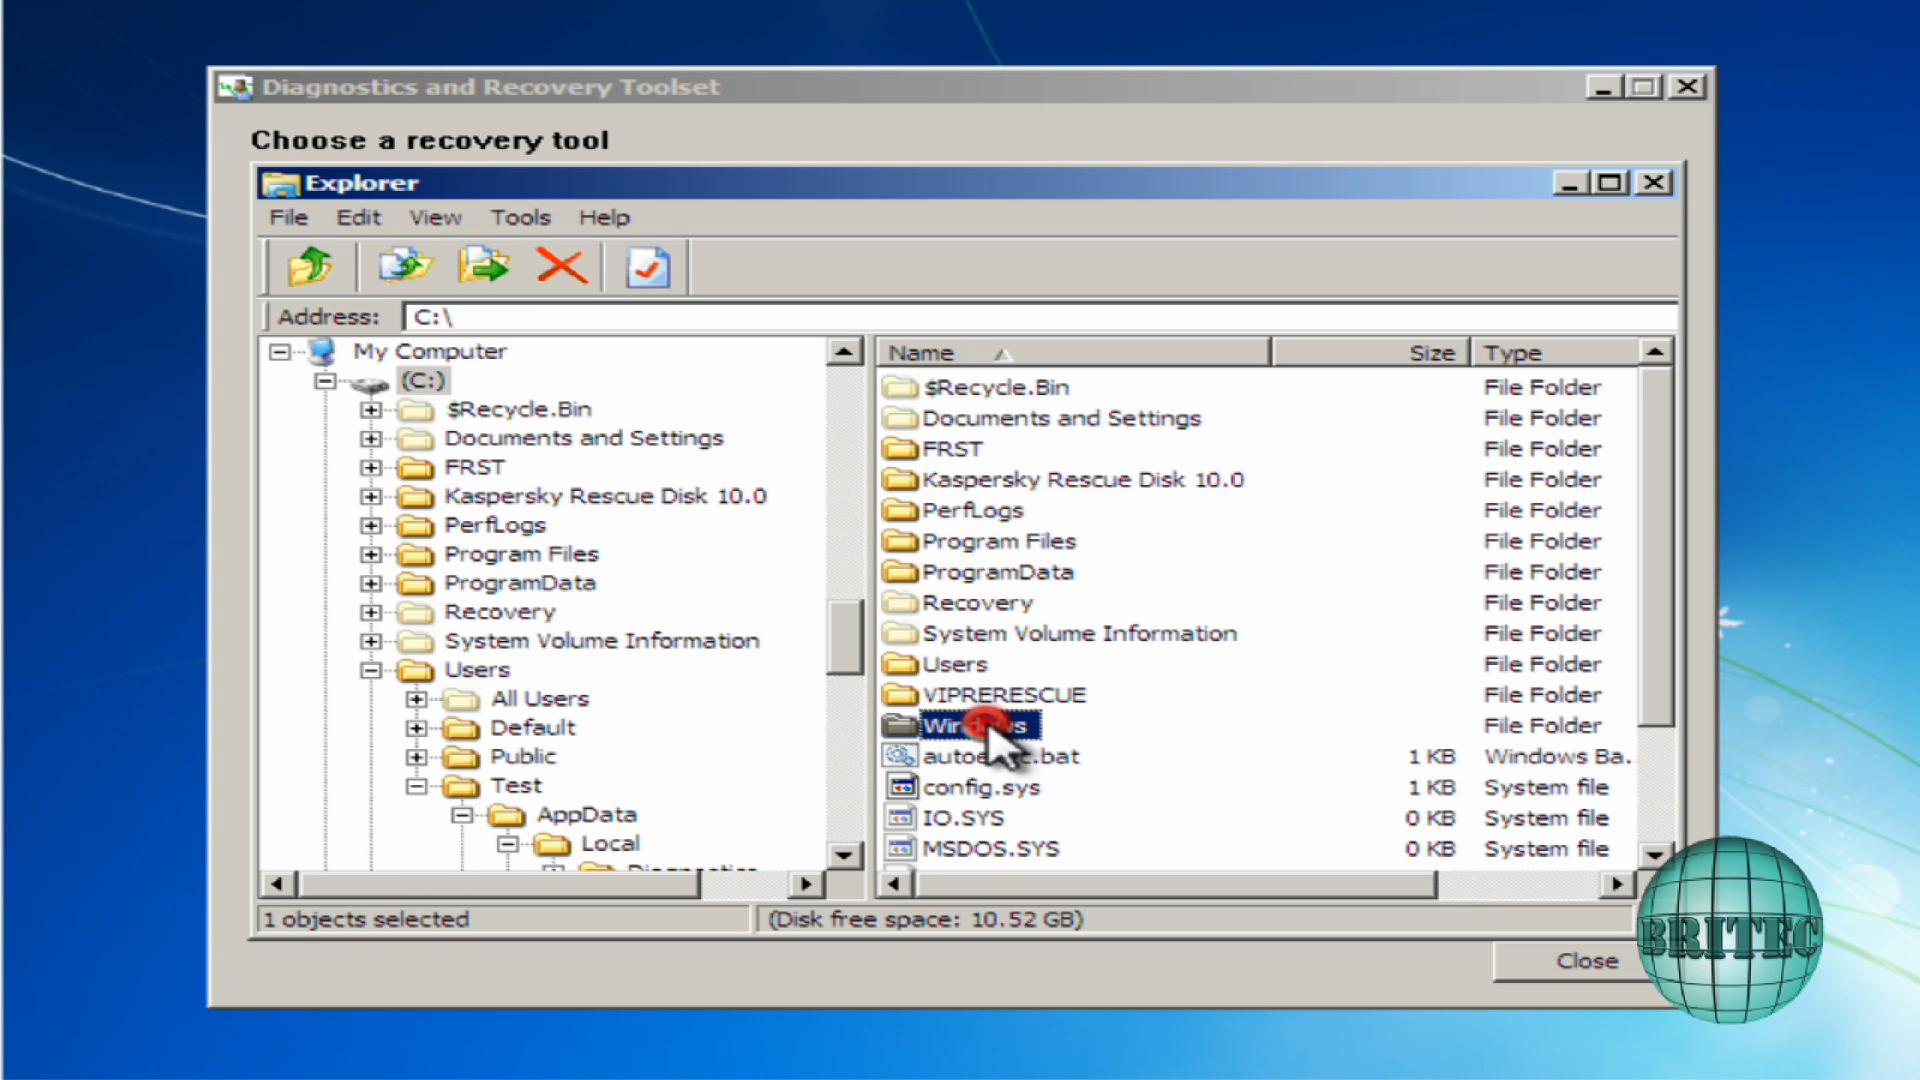 Diagnostics and Recovery Toolset
Choose a recovery tool
Explorer
File Edit View Tools Help
Address: C:\
My Computer
(C:)
$Recycle.Bin
Documents and Settings
FRST
Kaspersky Rescue Disk 10.0
PerfLogs
Program Files
ProgramData
Recovery
System Volume Information
Users
All Users
Default
Public
Test
AppData
Local
Name Size Type
$Recycle.Bin File Folder
Documents and Settings File Folder
FRST File Folder
Kaspersky Rescue Disk 10.0 File Folder
PerfLogs File Folder
Program Files File Folder
ProgramData File Folder
Recovery File Folder
System Volume Information File Folder
Users File Folder
VIPRERESCUE File Folder
Windows File Folder
autoexec.bat 1 KB Windows Ba.
config.sys 1 KB System file
IO.SYS 0 KB System file
MSDOS.SYS 0 KB System file
1 objects selected
(Disk free space: 10.52 GB)
Close
BRITEC